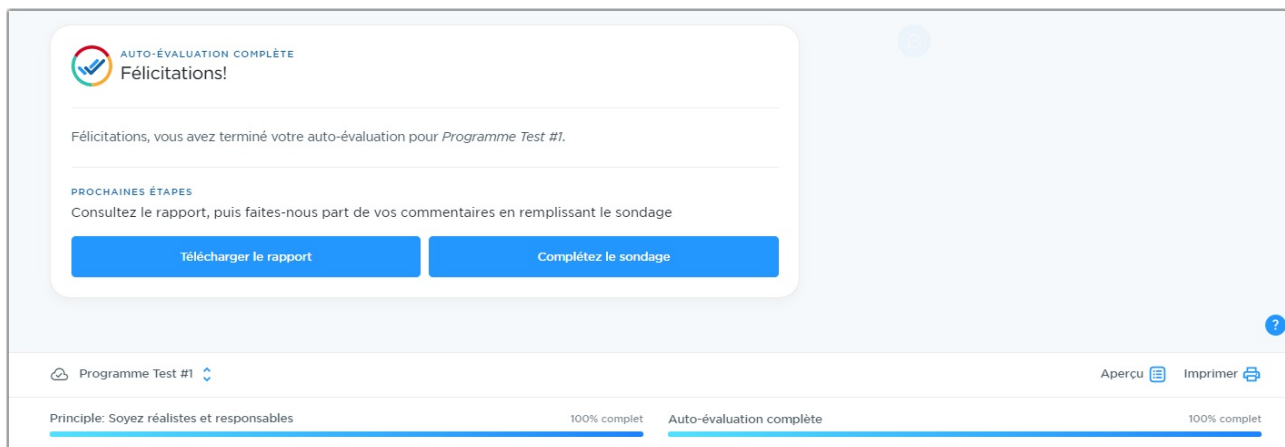 AUTO-ÉVALUATION COMPLÈTE
Félicitations!
Félicitations, vous avez terminé votre auto-évaluation pour Programme Test #1.
PROCHAINES ÉTAPES
Consultez le rapport, puis faites-nous part de vos commentaires en remplissant le sondage
Télécharger le rapport
Complétez le sondage
?
Programme Test #1
Aperçu
Imprimer
Principle: Soyez réalistes et responsables
100% complet
Auto-évaluation complète
100% complet